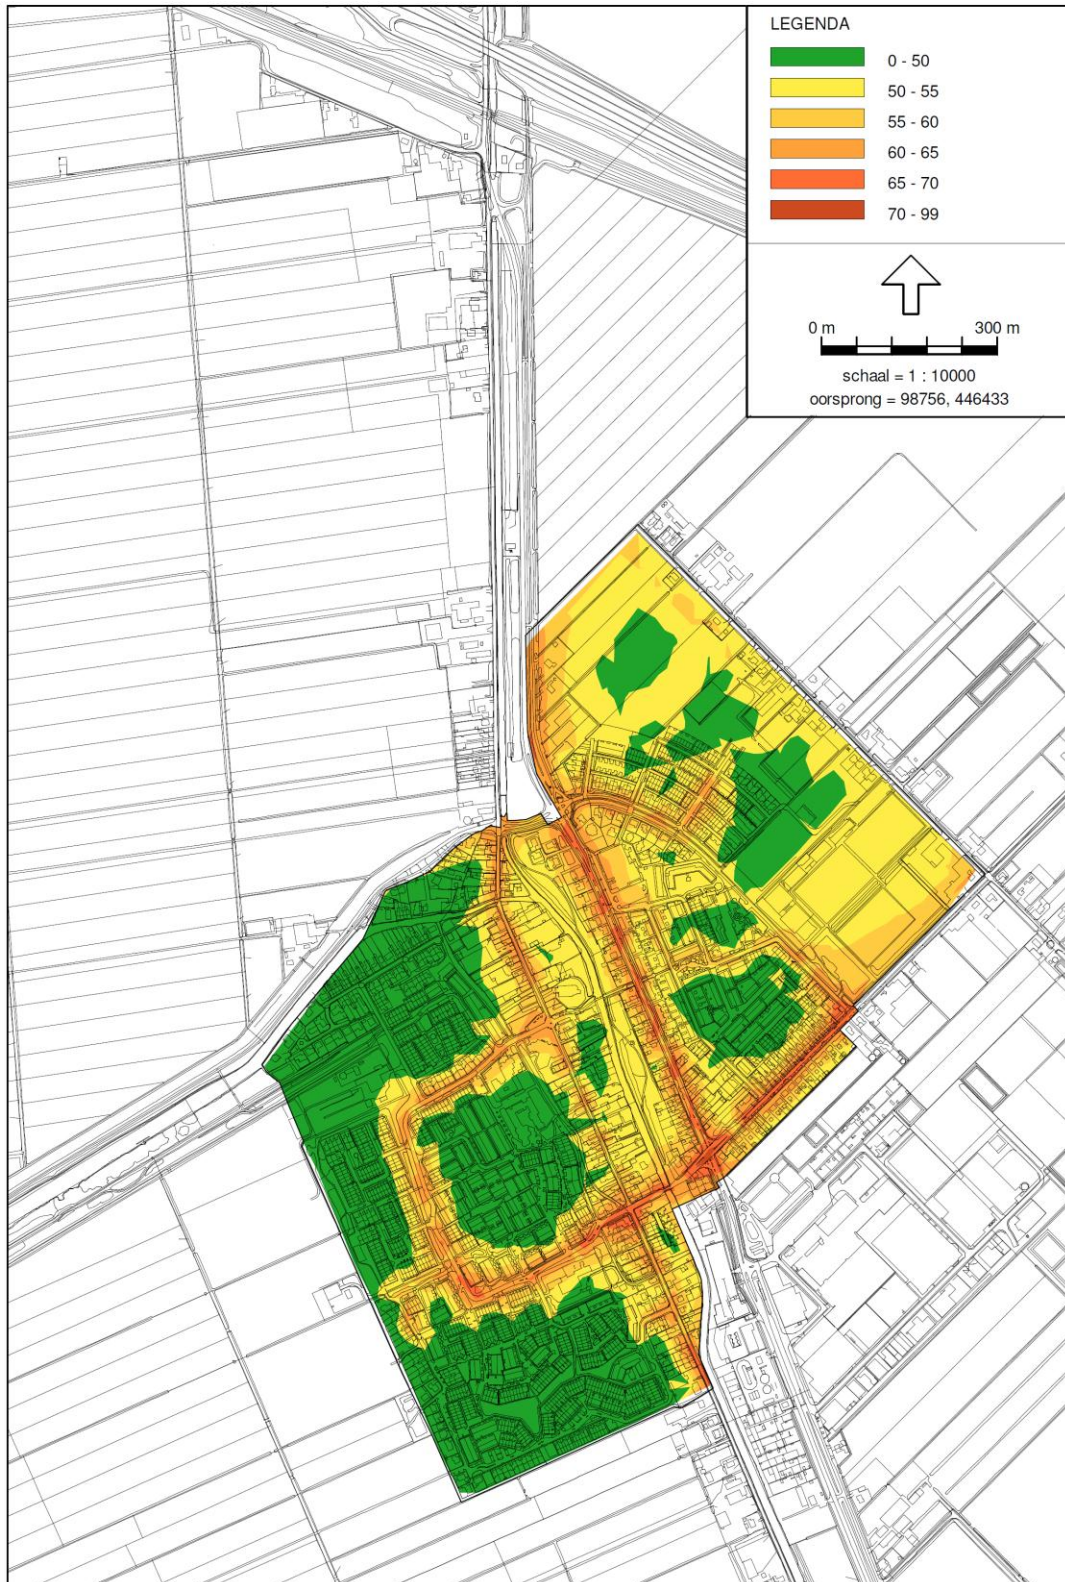 LEGENDA
0 - 50
50 - 55
55 - 60
60 - 65
65 - 70
70 - 99
0 m 300 m
schaal = 1 : 10000
oorsprong = 98756, 446433